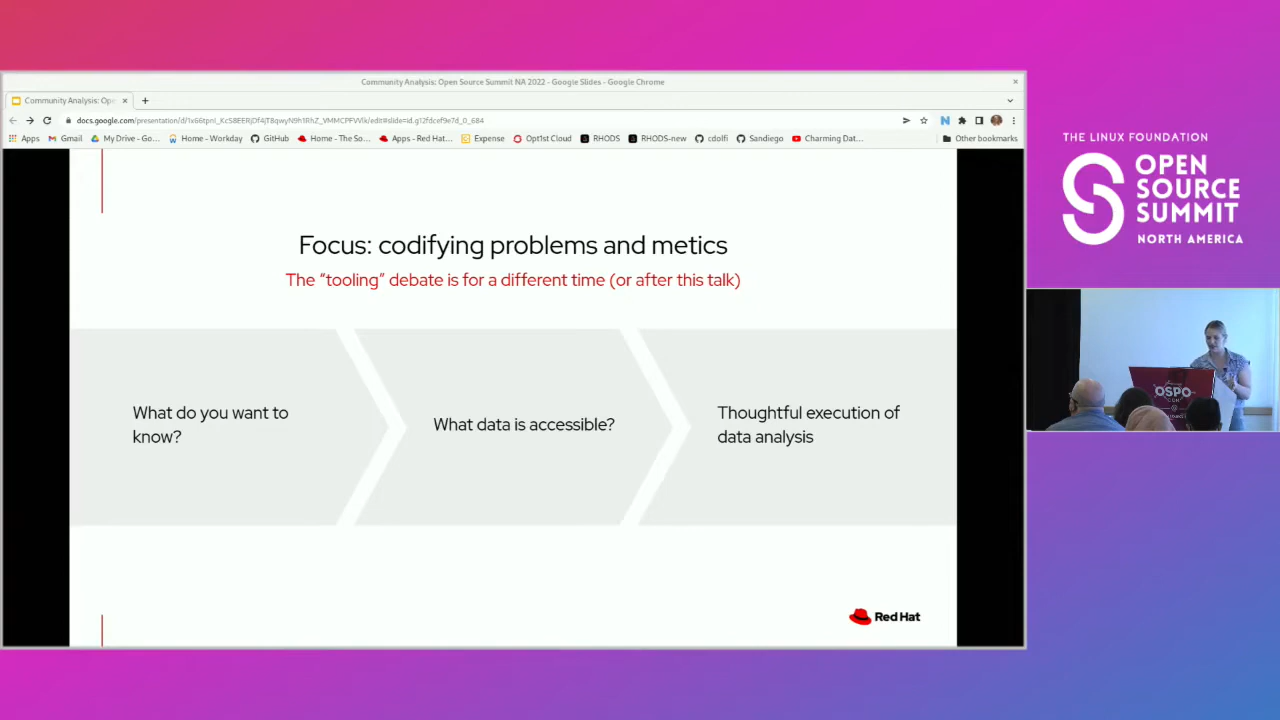 Community Analysis: Open Source Summit NA 2022 - Google Slides - Google Chrome
Community Analysis: Ope
Apps
Gmail
My Drive - Go...
Home - Workday
GitHub
Home - The So...
Apps - Red Hat...
Expense
Opt1st Cloud
RHODS
RHODS-new
cdolfi
Sandiego
Charming Dat...
Other bookmarks
Focus: codifying problems and metics
The “tooling” debate is for a different time (or after this talk)
What do you want to
know?
What data is accessible?
Thoughtful execution of
data analysis
Red Hat
THE LINUX FOUNDATION
OPEN
SOURCE
SUMMIT
NORTH AMERICA
OSPO
CON